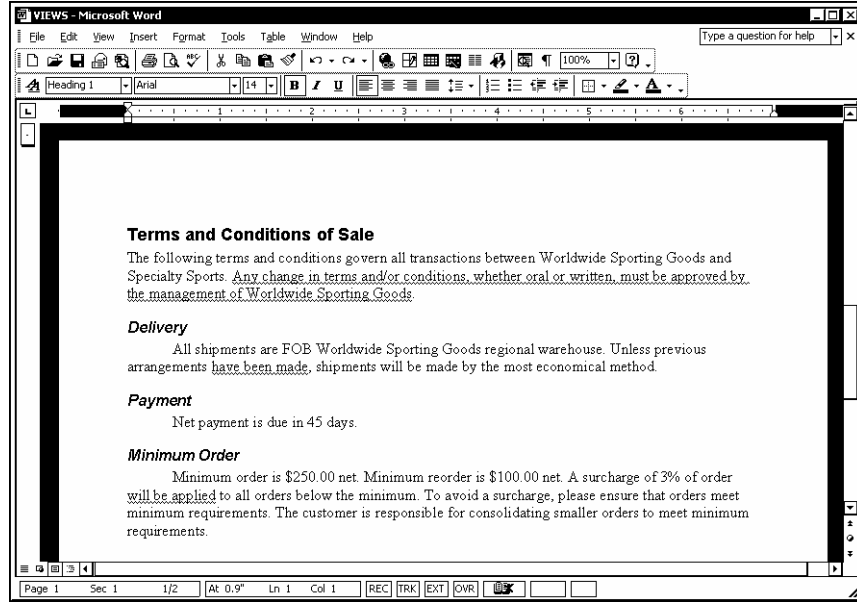 VIEWS - Microsoft Word
File Edit View Insert Format Tools Table Window Help
Type a question for help
100%
Heading 1 Arial 14 B I U
1 2 3 4 5 6
Terms and Conditions of Sale
The following terms and conditions govern all transactions between Worldwide Sporting Goods and
Specialty Sports. Any change in terms and/or conditions, whether oral or written, must be approved by
the management of Worldwide Sporting Goods.
Delivery
All shipments are FOB Worldwide Sporting Goods regional warehouse. Unless previous
arrangements have been made, shipments will be made by the most economical method.
Payment
Net payment is due in 45 days.
Minimum Order
Minimum order is $250.00 net. Minimum reorder is $100.00 net. A surcharge of 3% of order
will be applied to all orders below the minimum. To avoid a surcharge, please ensure that orders meet
minimum requirements. The customer is responsible for consolidating smaller orders to meet minimum
requirements.
Page 1 Sec 1 1/2 At 0.9" Ln 1 Col 1 REC TRK EXT OVR